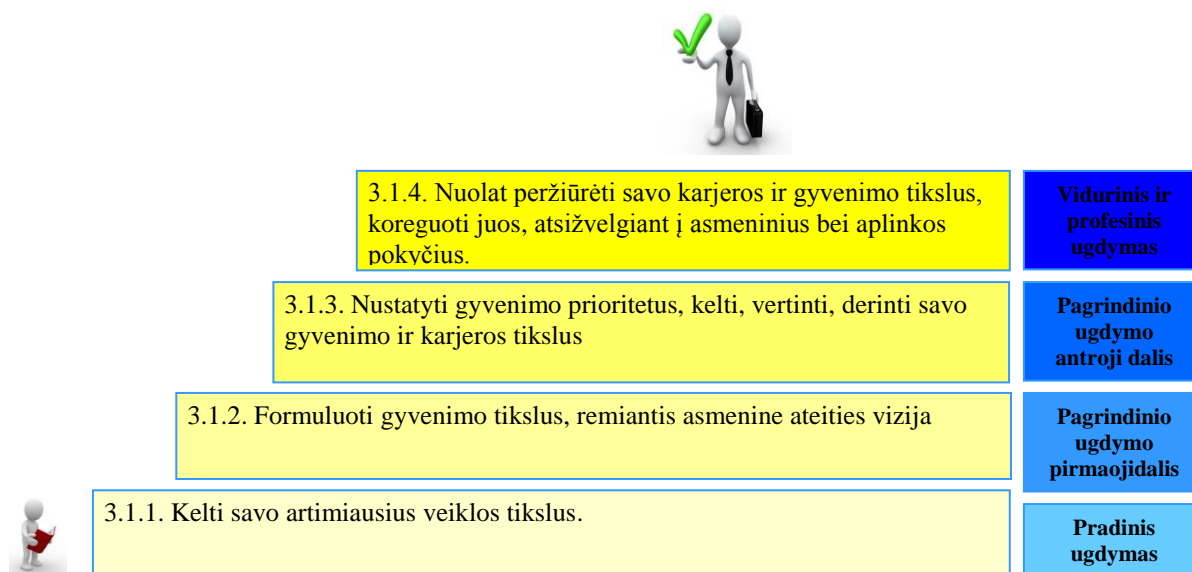 3.1.4. Nuolat peržiūrėti savo karjeros ir gyvenimo tikslus,
koreguoti juos, atsižvelgiant į asmeninius bei aplinkos
pokyčius.
Vidurinis ir
profesinis
ugdymas
3.1.3. Nustatyti gyvenimo prioritetus, kelti, vertinti, derinti savo
gyvenimo ir karjeros tikslus
Pagrindinio
ugdymo
antroji dalis
3.1.2. Formuluoti gyvenimo tikslus, remiantis asmenine ateities vizija
Pagrindinio
ugdymo
pirmaojidalis
3.1.1. Kelti savo artimiausius veiklos tikslus.
Pradinis
ugdymas